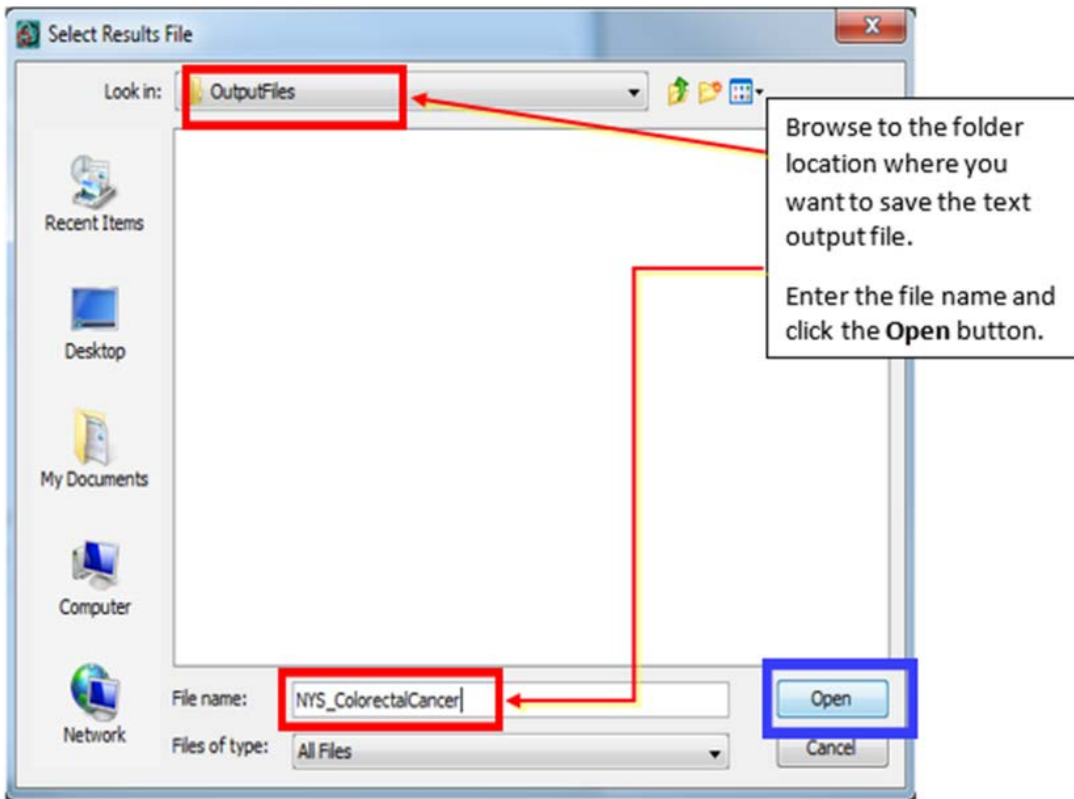 Select Results File
Look in:
OutputFiles
Browse to the folder
location where you
want to save the text
output file.
Enter the file name and
click the Open button.
Recent Items
Desktop
My Documents
Computer
Network
File name:
NYS_ColorectalCancer
Open
Files of type:
All Files
Cancel